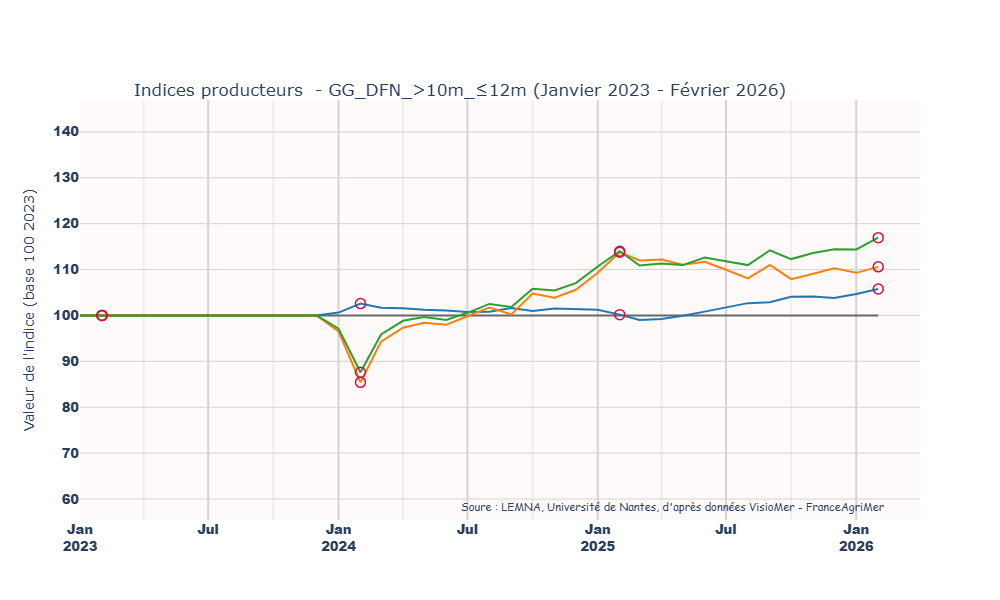 Indices producteurs  - GG_DFN_>10m_≤12m (Janvier 2023 - Février 2026)
Valeur de l'indice (base 100 2023)
140
130
120
110
100
90
80
70
60
Soure : LEMNA, Université de Nantes, d'après données VisioMer - FranceAgriMer
Jan Jul Jan Jul Jan Jul Jan
2023 2024 2025 2026